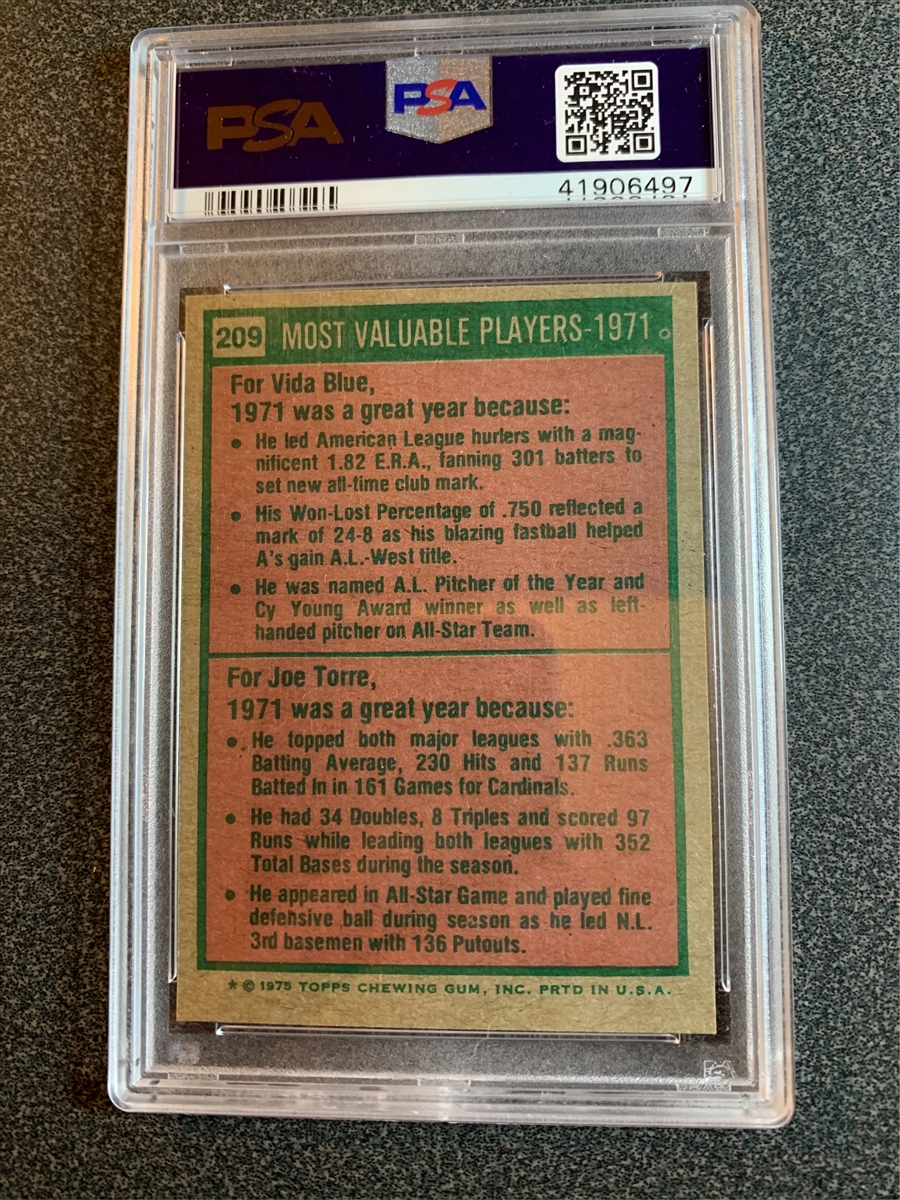 PSA
PSA
41906497
209 MOST VALUABLE PLAYERS-1971
For Vida Blue,
1971 was a great year because:
• He led American League hurlers with a mag-
nificent 1.82 E.R.A., fanning 301 batters to
set new all-time club mark.
• His Won-Lost Percentage of .750 reflected a
mark of 24-8 as his blazing fastball helped
A's gain A.L.-West title.
• He was named A.L. Pitcher of the Year and
Cy Young Award winner as well as left-
handed pitcher on All-Star Team.
For Joe Torre,
1971 was a great year because:
• He topped both major leagues with .363
Batting Average, 230 Hits and 137 Runs
Batted In in 161 Games for Cardinals.
• He had 34 Doubles, 8 Triples and scored 97
Runs while leading both leagues with 352
Total Bases during the season.
• He appeared in All-Star Game and played fine
defensive ball during season as he led N.L.
3rd basemen with 136 Putouts.
* © 1975 TOPPS CHEWING GUM, INC. PRTD IN U.S.A.